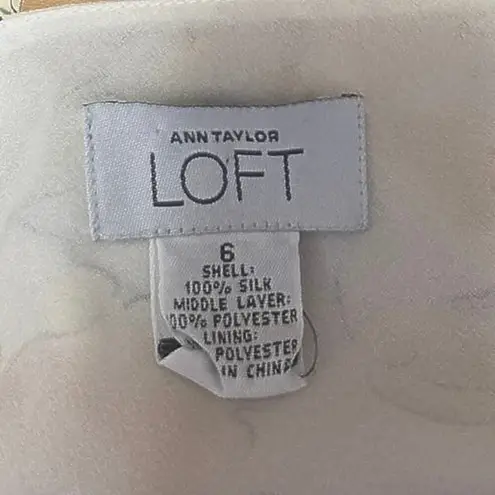 ANN TAYLOR
LOFT
6
SHELL:
100% SILK
MIDDLE LAYER:
00% POLYESTER
LINING:
POLYESTER
IN CHINA